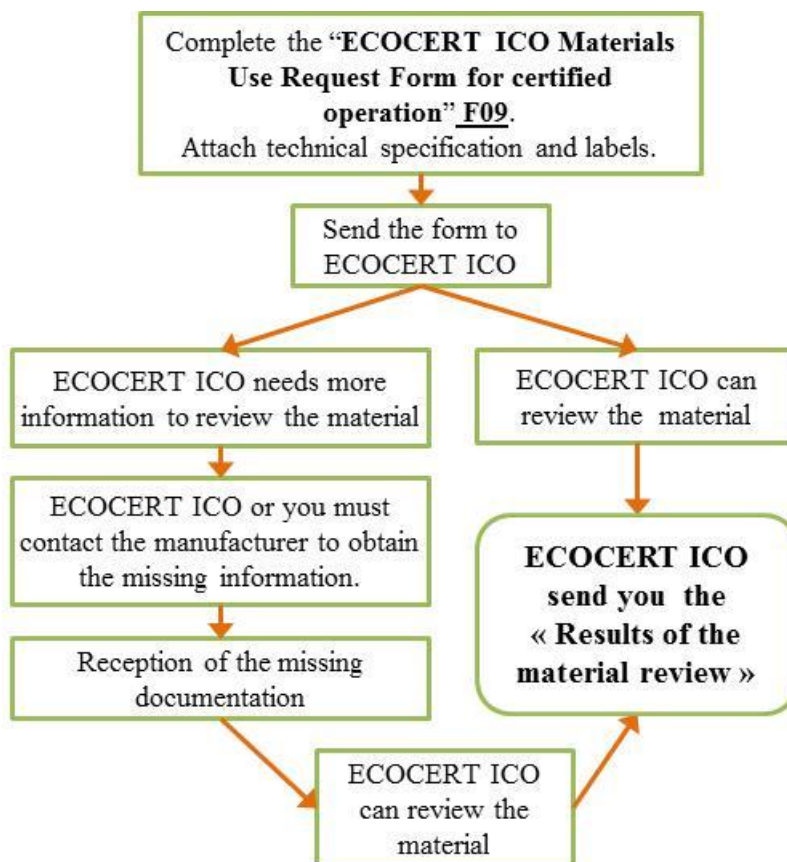 Complete the “ECOCERT ICO Materials
Use Request Form for certified
operation” F09.
Attach technical specification and labels.
Send the form to
ECOCERT ICO
ECOCERT ICO needs more
information to review the material
ECOCERT ICO or you must
contact the manufacturer to obtain
the missing information.
Reception of the missing
documentation
ECOCERT ICO
can review the
material
ECOCERT ICO can
review the material
ECOCERT ICO
send you the
« Results of the
material review »